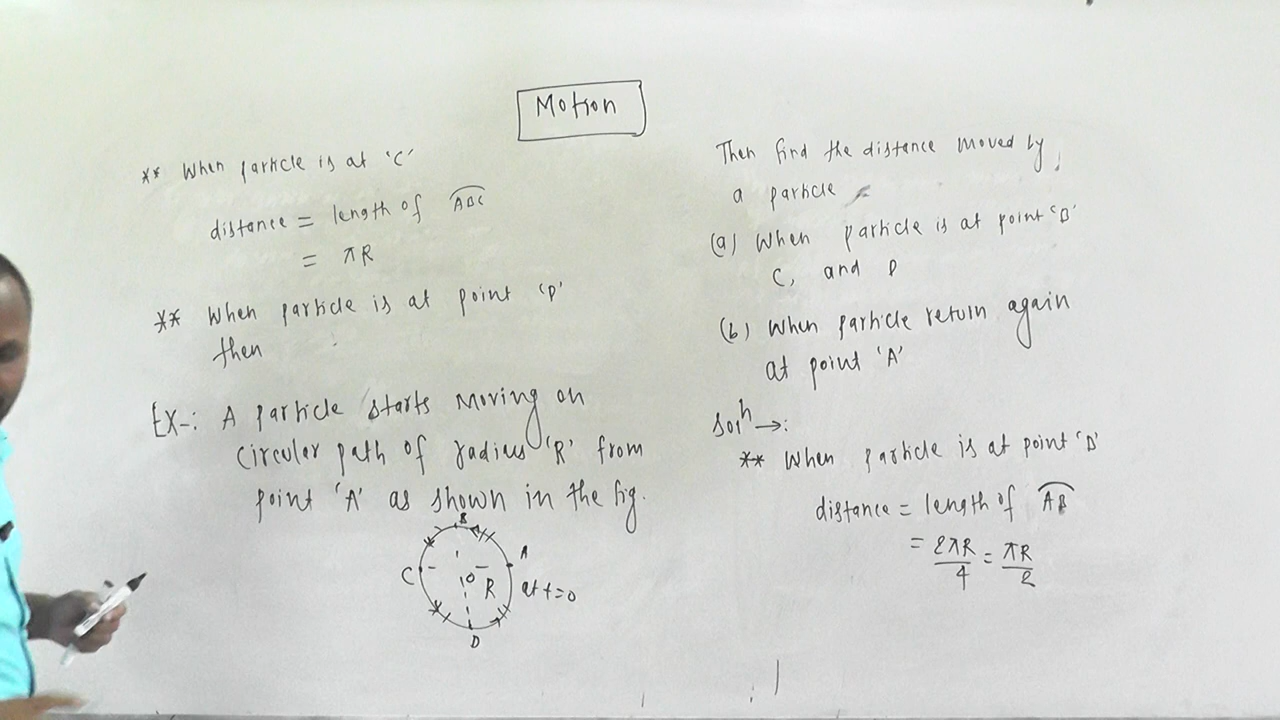 Motion
** When particle is at 'C'
distance = length of ABC
= πR
** When particle is at point 'D'
then
Ex-: A particle starts moving on
circular path of radius 'R' from
point 'A' as shown in the fig.
B
A
C
O
R
at t=0
D
Then find the distance moved by
a particle
(a) When particle is at point 'B'
C, and D
(b) When particle return again
at point 'A'
Solⁿ →:
** When particle is at point 'B'
distance = length of AB
= 2πR/4 = πR/2